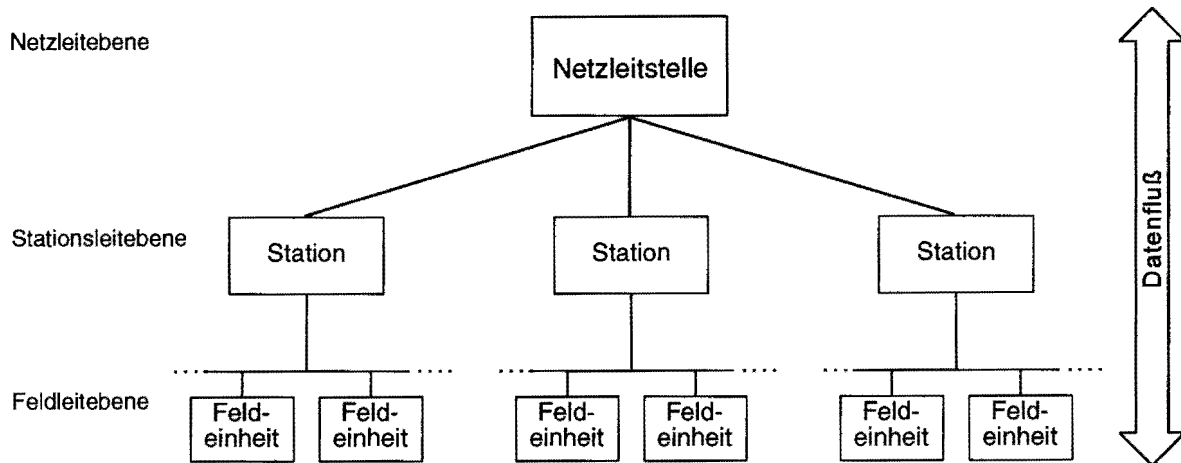 Netzleitebene
Netzleitstelle
Stationsleitebene
Station
Station
Station
Datenfluß
Feldleitebene
Feld-
einheit
Feld-
einheit
Feld-
einheit
Feld-
einheit
Feld-
einheit
Feld-
einheit